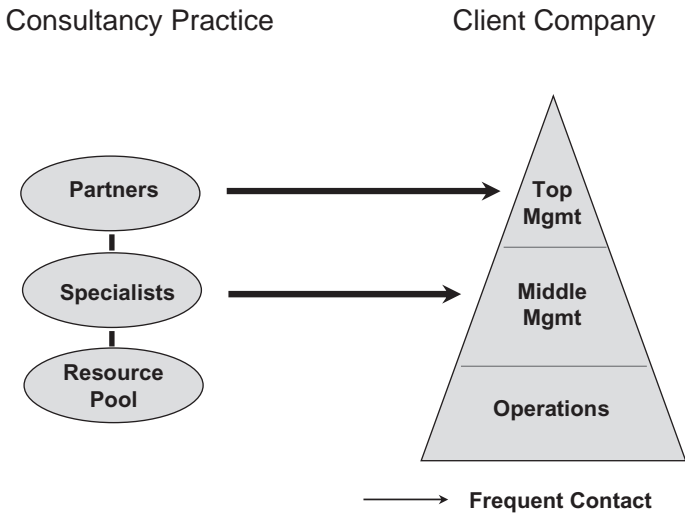 Consultancy Practice
Client Company
Partners
Top
Mgmt
Specialists
Middle
Mgmt
Resource
Pool
Operations
Frequent Contact